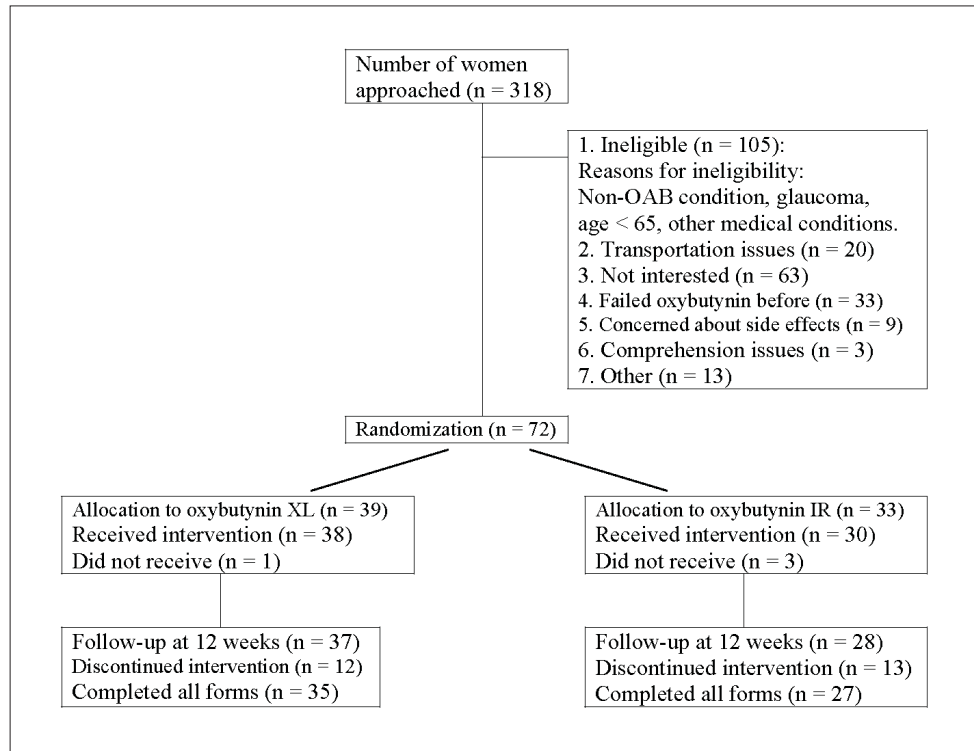 Number of women
approached (n = 318)
1. Ineligible (n = 105):
Reasons for ineligibility:
Non-OAB condition, glaucoma,
age < 65, other medical conditions.
2. Transportation issues (n = 20)
3. Not interested (n = 63)
4. Failed oxybutynin before (n = 33)
5. Concerned about side effects (n = 9)
6. Comprehension issues (n = 3)
7. Other (n = 13)
Randomization (n = 72)
Allocation to oxybutynin XL (n = 39)
Received intervention (n = 38)
Did not receive (n = 1)
Allocation to oxybutynin IR (n = 33)
Received intervention (n = 30)
Did not receive (n = 3)
Follow-up at 12 weeks (n = 37)
Discontinued intervention (n = 12)
Completed all forms (n = 35)
Follow-up at 12 weeks (n = 28)
Discontinued intervention (n = 13)
Completed all forms (n = 27)